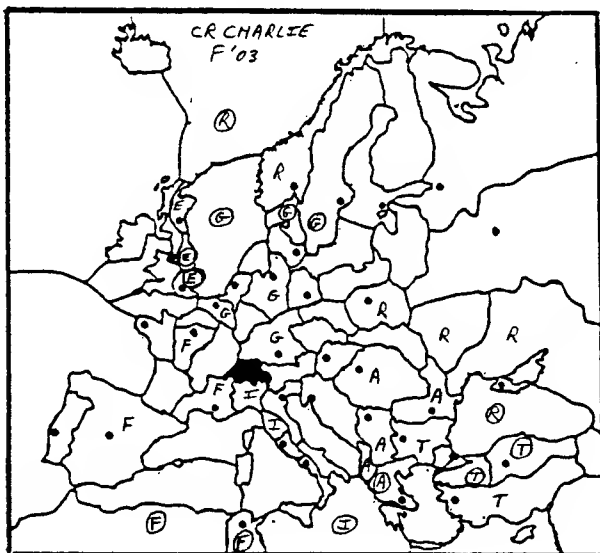 CR CHARLIE
F'03
R
R
E G G G
E
E G
G R
F G R R
A
F I A R
F I A T T
A A T
T
F I
F